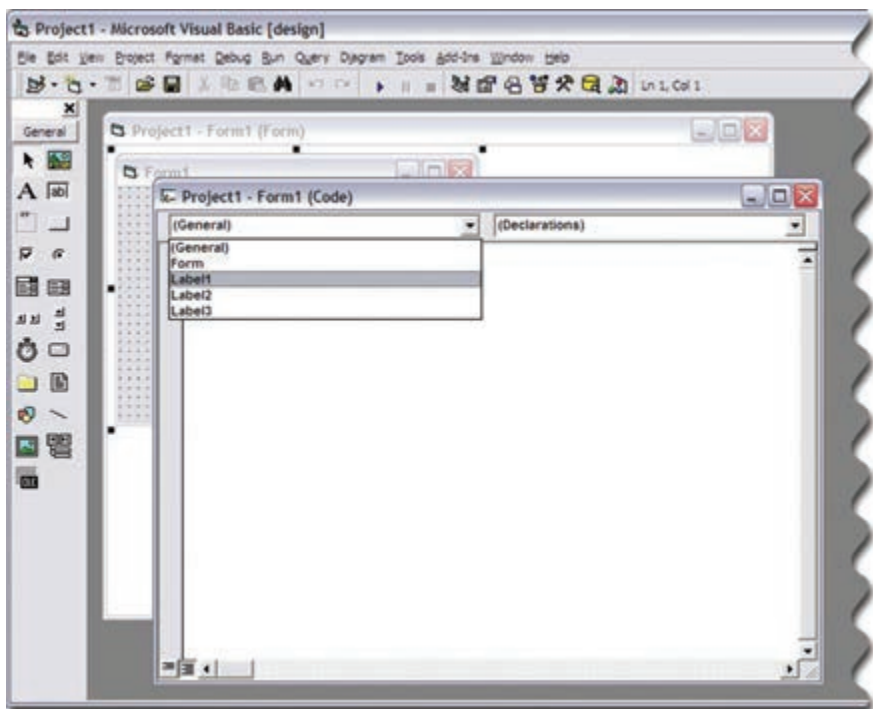 Project1 - Microsoft Visual Basic [design]
File Edit View Project Format Debug Run Query Diagram Tools Add-Ins Window Help
Ln 1, Col 1
General
Project1 - Form1 (Form)
Form1
Project1 - Form1 (Code)
(General) (Declarations)
(General)
Form
Label1
Label2
Label3
A ab
OLE